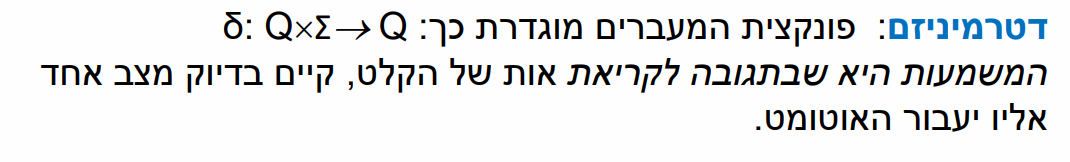 דטרמיניזם: פונקצית המעברים מוגדרת כך: δ: Q×Σ→Q
המשמעות היא שבתגובה לקריאת אות של הקלט, קיים בדיוק מצב אחד
אליו יעבור האוטומט.